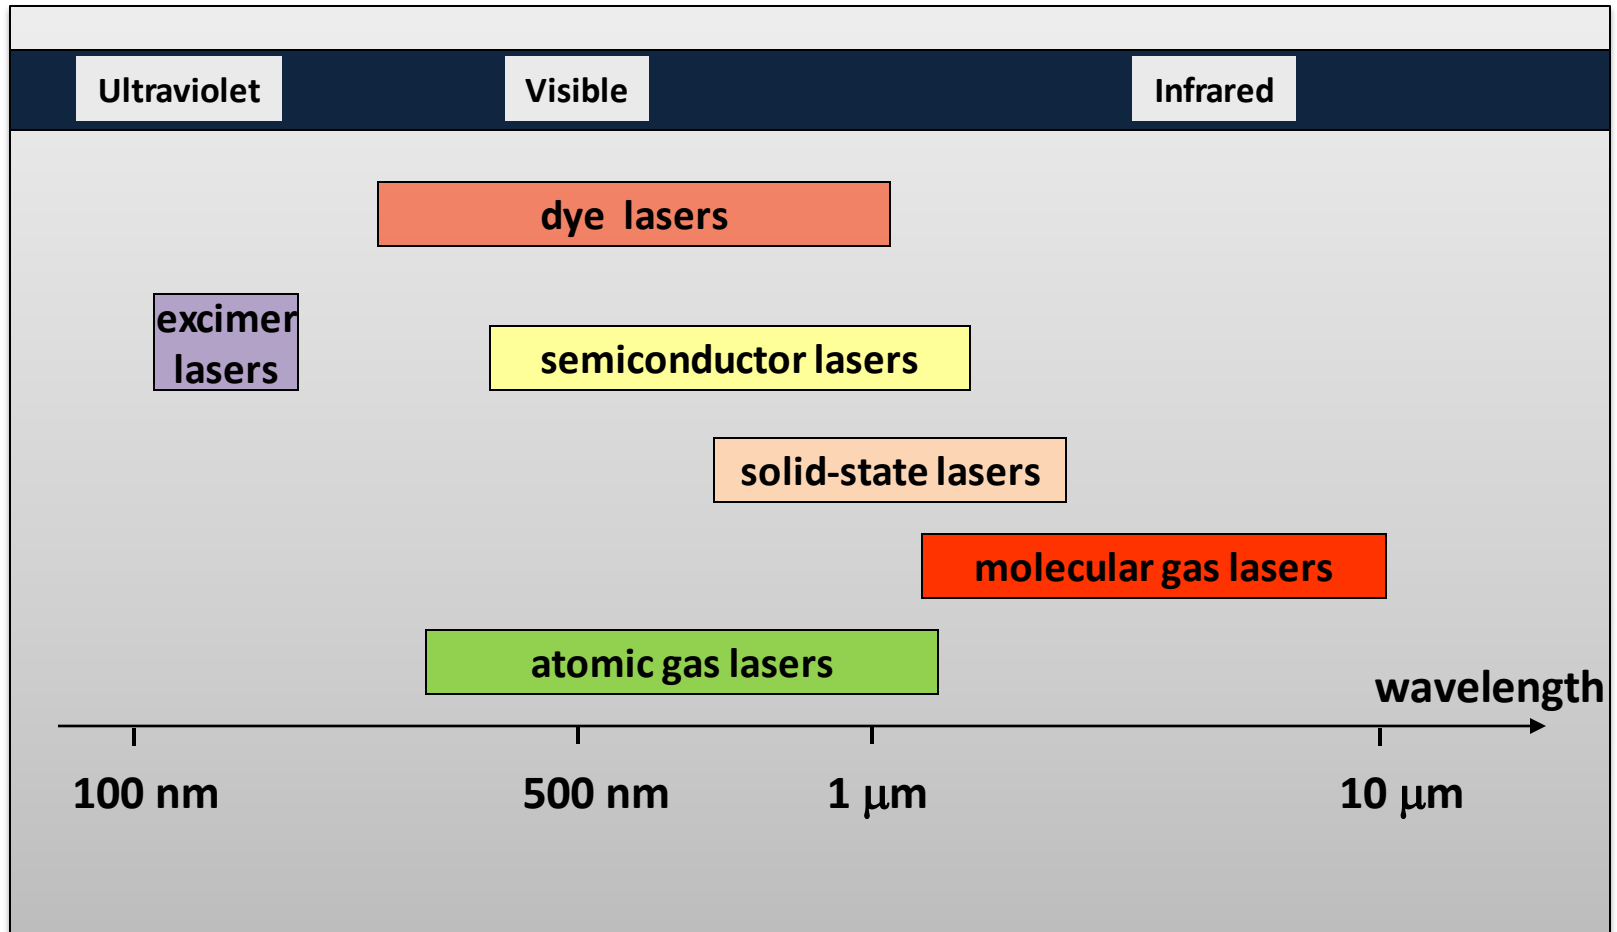 Ultraviolet
Visible
Infrared
dye lasers
excimer
lasers
semiconductor lasers
solid-state lasers
molecular gas lasers
atomic gas lasers
wavelength
100 nm
500 nm
1 μm
10 μm